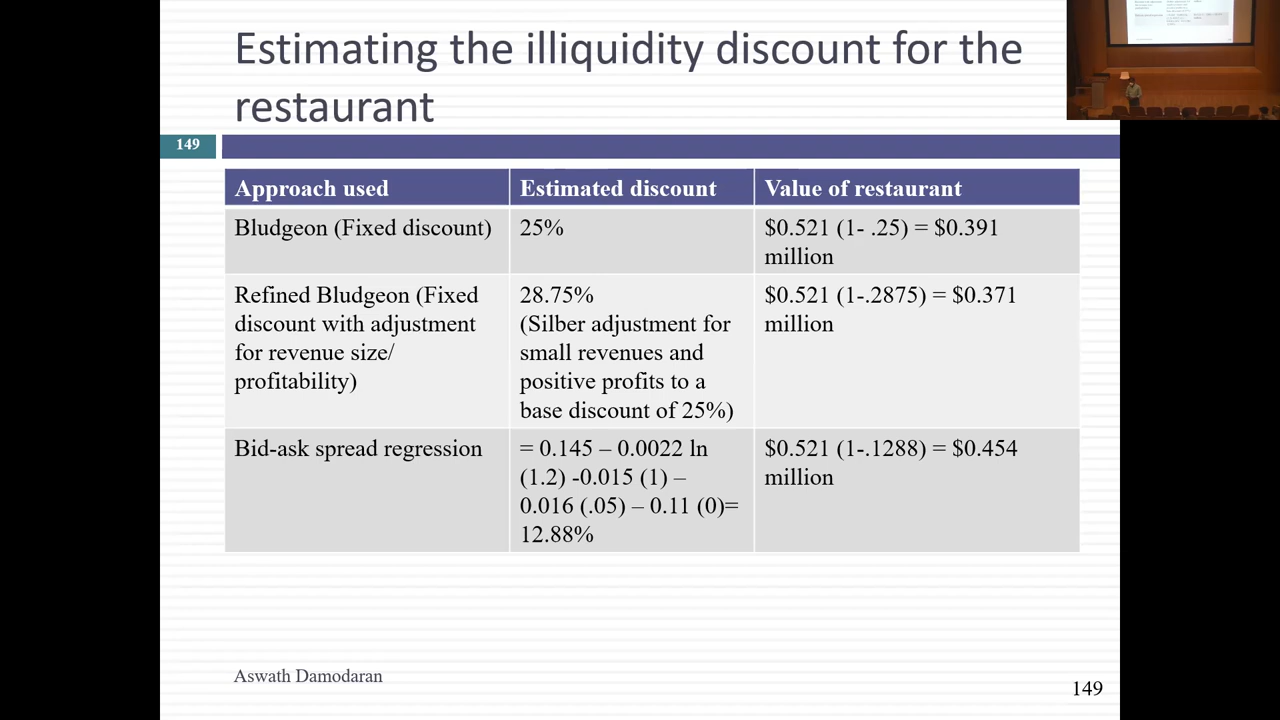 Estimating the illiquidity discount for the
restaurant
149
Approach used
Estimated discount
Value of restaurant
Bludgeon (Fixed discount)
25%
$0.521 (1- .25) = $0.391
million
Refined Bludgeon (Fixed
discount with adjustment
for revenue size/
profitability)
28.75%
(Silber adjustment for
small revenues and
positive profits to a
base discount of 25%)
$0.521 (1-.2875) = $0.371
million
Bid-ask spread regression
= 0.145 – 0.0022 ln
(1.2) -0.015 (1) –
0.016 (.05) – 0.11 (0)=
12.88%
$0.521 (1-.1288) = $0.454
million
Aswath Damodaran
149